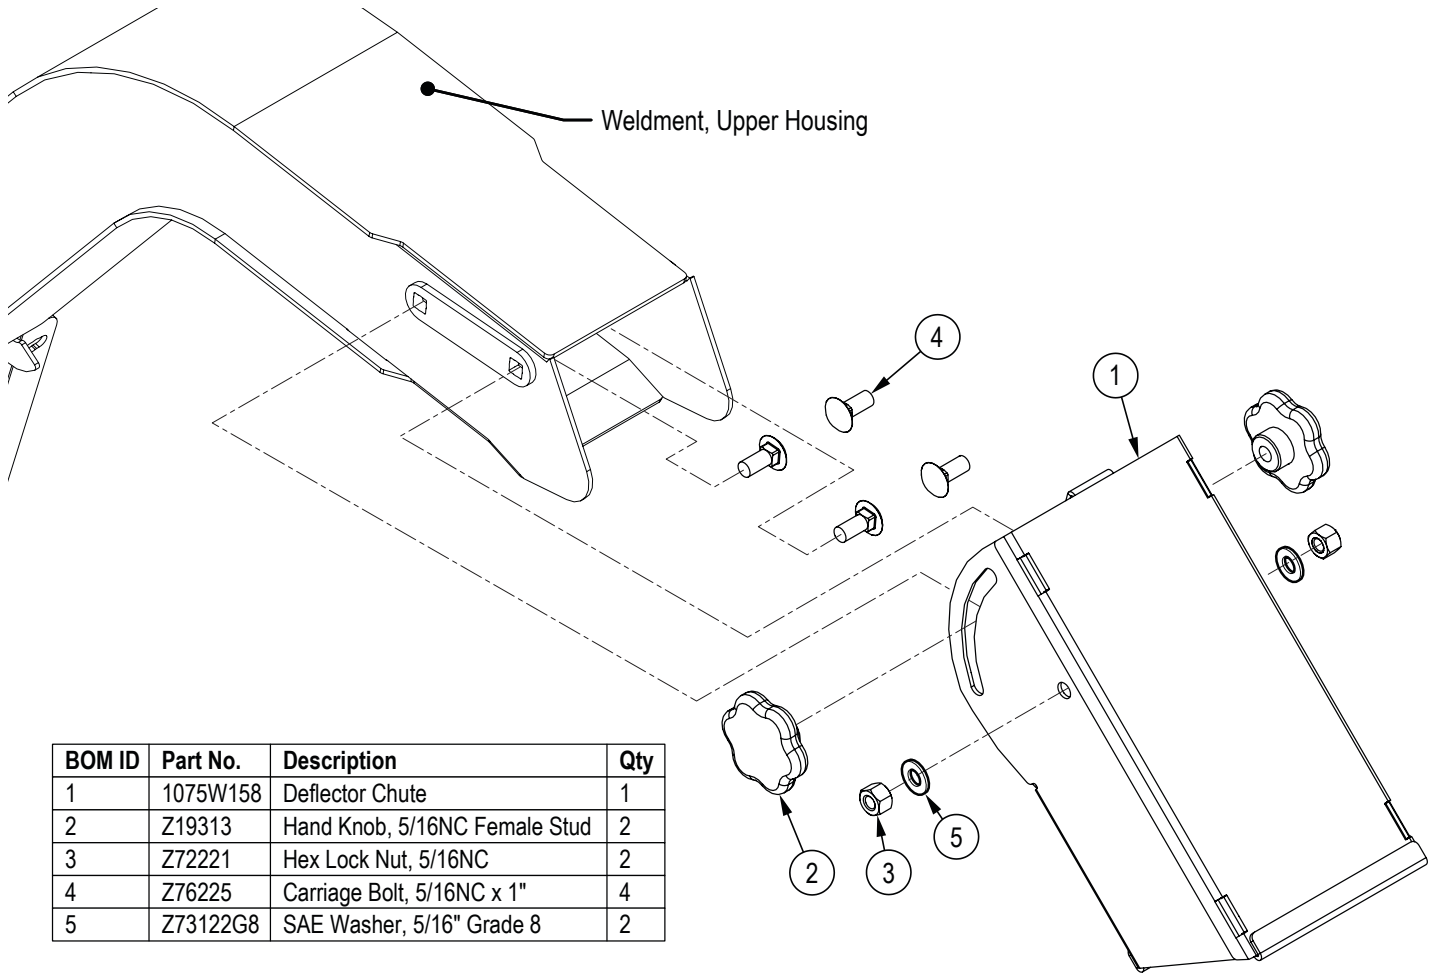 Weldment, Upper Housing
4
1
BOM ID Part No. Description Qty
1 1075W158 Deflector Chute 1
2 Z19313 Hand Knob, 5/16NC Female Stud 2
3 Z72221 Hex Lock Nut, 5/16NC 2
4 Z76225 Carriage Bolt, 5/16NC x 1" 4
5 Z73122G8 SAE Washer, 5/16" Grade 8 2
5
2
3